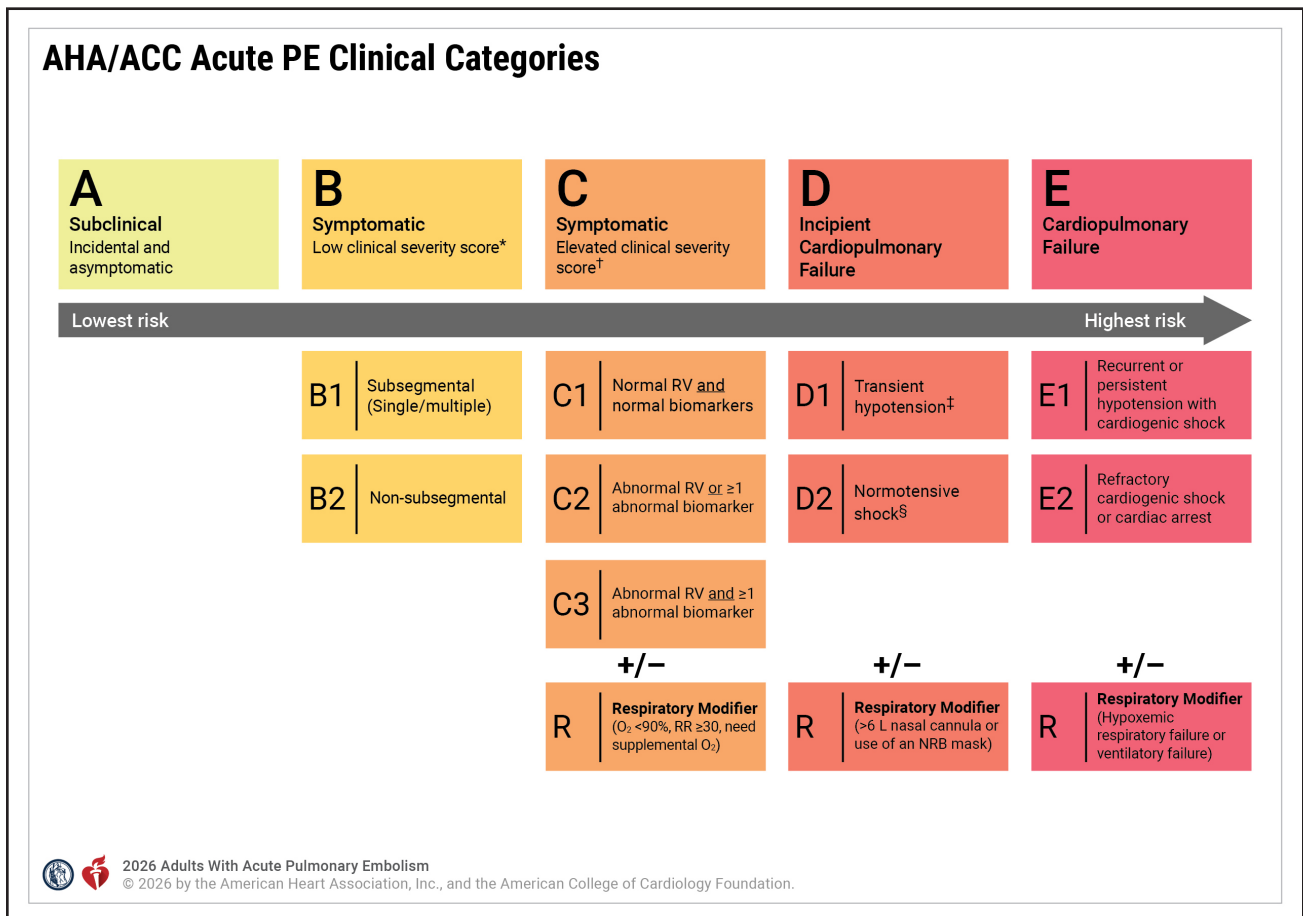 AHA/ACC Acute PE Clinical Categories
A
Subclinical
Incidental and
asymptomatic
B
Symptomatic
Low clinical severity score*
C
Symptomatic
Elevated clinical severity
score†
D
Incipient
Cardiopulmonary
Failure
E
Cardiopulmonary
Failure
Lowest risk
Highest risk
B1
Subsegmental
(Single/multiple)
C1
Normal RV and
normal biomarkers
D1
Transient
hypotension‡
E1
Recurrent or
persistent
hypotension with
cardiogenic shock
B2
Non-subsegmental
C2
Abnormal RV or ≥1
abnormal biomarker
D2
Normotensive
shock§
E2
Refractory
cardiogenic shock
or cardiac arrest
C3
Abnormal RV and ≥1
abnormal biomarker
+/−
+/−
+/−
R
Respiratory Modifier
(O₂ <90%, RR ≥30, need
supplemental O₂)
R
Respiratory Modifier
(>6 L nasal cannula or
use of an NRB mask)
R
Respiratory Modifier
(Hypoxemic
respiratory failure or
ventilatory failure)
2026 Adults With Acute Pulmonary Embolism
© 2026 by the American Heart Association, Inc., and the American College of Cardiology Foundation.